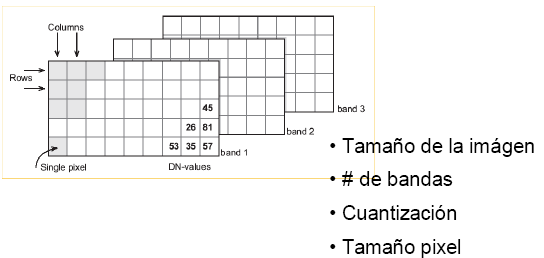 Columns
Rows
45
26 81
53 35 57
band 1
band 2
band 3
Single pixel
DN-values
• Tamaño de la imágen
• # de bandas
• Cuantización
• Tamaño pixel